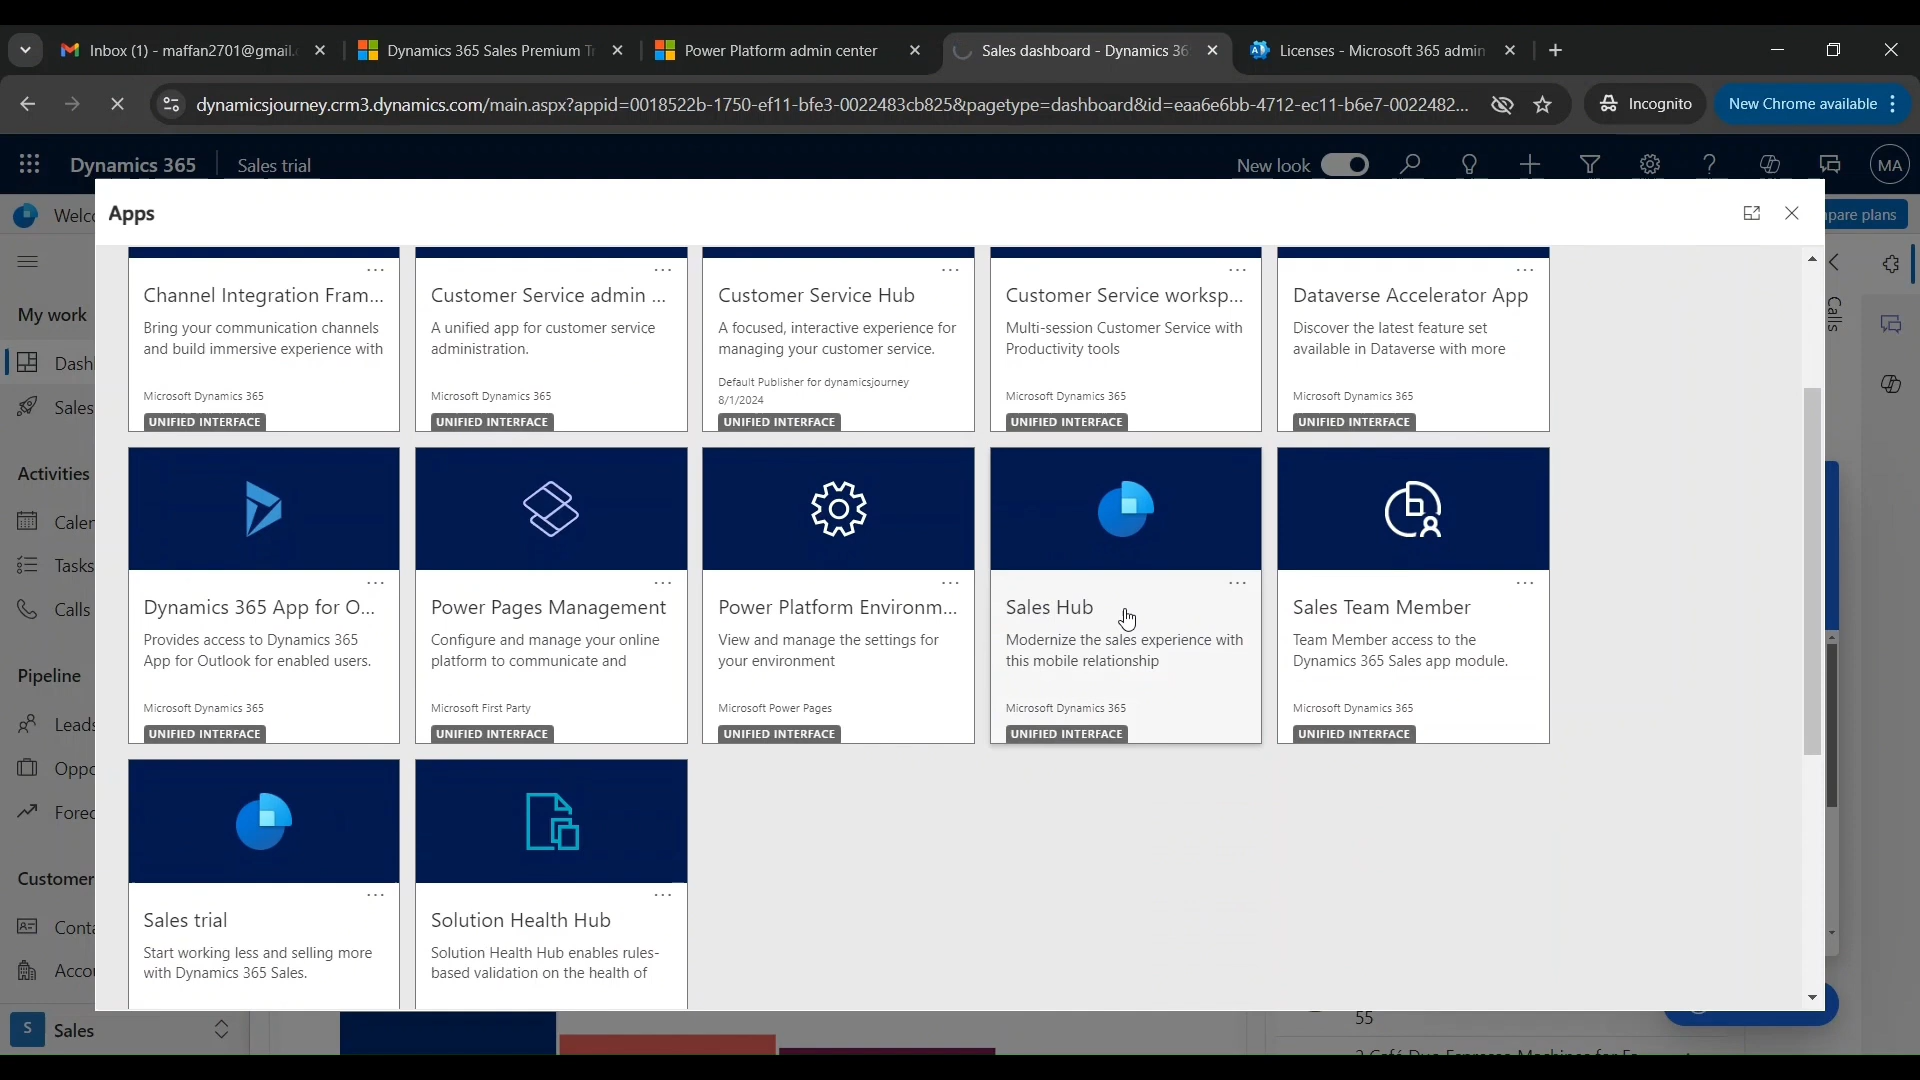 Inbox (1) - maffan2701@gmail.
Dynamics 365 Sales Premium T
Power Platform admin center
Sales dashboard - Dynamics 36
Licenses - Microsoft 365 admin
dynamicsjourney.crm3.dynamics.com/main.aspx?appid=0018522b-1750-ef11-bfe3-0022483cb825&pagetype=dashboard&id=eaa6e6bb-4712-ec11-b6e7-0022482...
Incognito
New Chrome available
Dynamics 365
Sales trial
New look
MA
Welc
Apps
pare plans
My work
Dash
Sales
Activities
Caler
Tasks
Calls
Pipeline
Leads
Oppo
Forec
Customer
Conta
Accou
S
Sales
Channel Integration Fram...
Bring your communication channels
and build immersive experience with
Microsoft Dynamics 365
UNIFIED INTERFACE
Customer Service admin ...
A unified app for customer service
administration.
Microsoft Dynamics 365
UNIFIED INTERFACE
Customer Service Hub
A focused, interactive experience for
managing your customer service.
Default Publisher for dynamicsjourney
8/1/2024
UNIFIED INTERFACE
Customer Service worksp...
Multi-session Customer Service with
Productivity tools
Microsoft Dynamics 365
UNIFIED INTERFACE
Dataverse Accelerator App
Discover the latest feature set
available in Dataverse with more
Microsoft Dynamics 365
UNIFIED INTERFACE
Dynamics 365 App for O...
Provides access to Dynamics 365
App for Outlook for enabled users.
Microsoft Dynamics 365
UNIFIED INTERFACE
Power Pages Management
Configure and manage your online
platform to communicate and
Microsoft First Party
UNIFIED INTERFACE
Power Platform Environm...
View and manage the settings for
your environment
Microsoft Power Pages
UNIFIED INTERFACE
Sales Hub
Modernize the sales experience with
this mobile relationship
Microsoft Dynamics 365
UNIFIED INTERFACE
Sales Team Member
Team Member access to the
Dynamics 365 Sales app module.
Microsoft Dynamics 365
UNIFIED INTERFACE
Sales trial
Start working less and selling more
with Dynamics 365 Sales.
Solution Health Hub
Solution Health Hub enables rules-
based validation on the health of
Calls
55